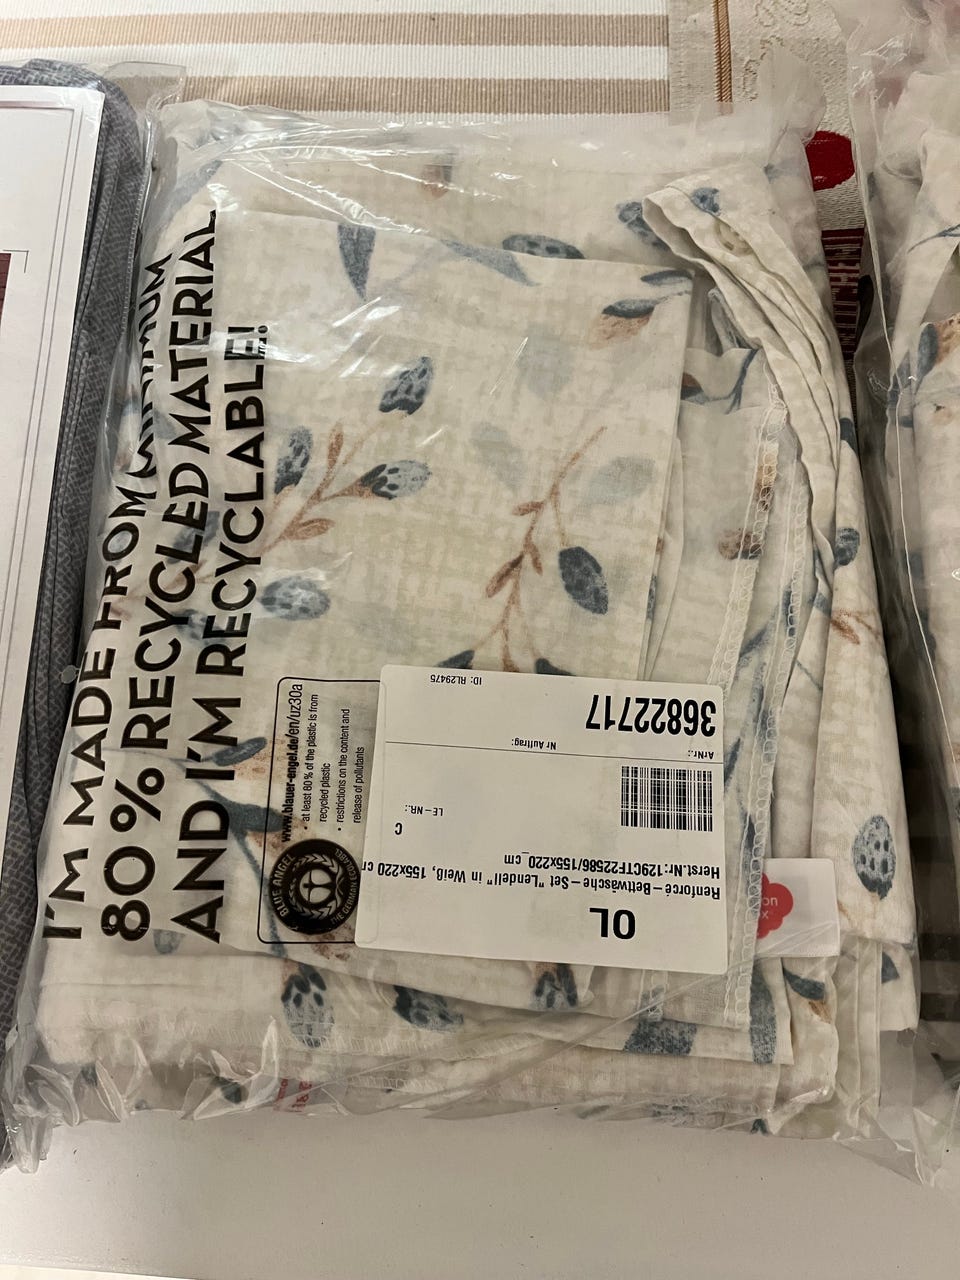 I'M MADE FROM MINIMUM
80% RECYCLED MATERIAL
AND I'M RECYCLABLE!
www.blauer-engel.de/en/uz30a
• at least 80% of the plastic is from
recycled plastic
• restrictions on the content and
release of pollutants
BLUE ANGEL
THE GERMAN ECOLABEL
OL
Renforcé-Bettwäsche-Set "Lendell" in Weiß, 155x220 cm
Herst.Nr.:129CTF22586/155x220_cm
C
LE-NR.:
ArNr.:
Nr Auftrag:
36822717
ID: RL29475